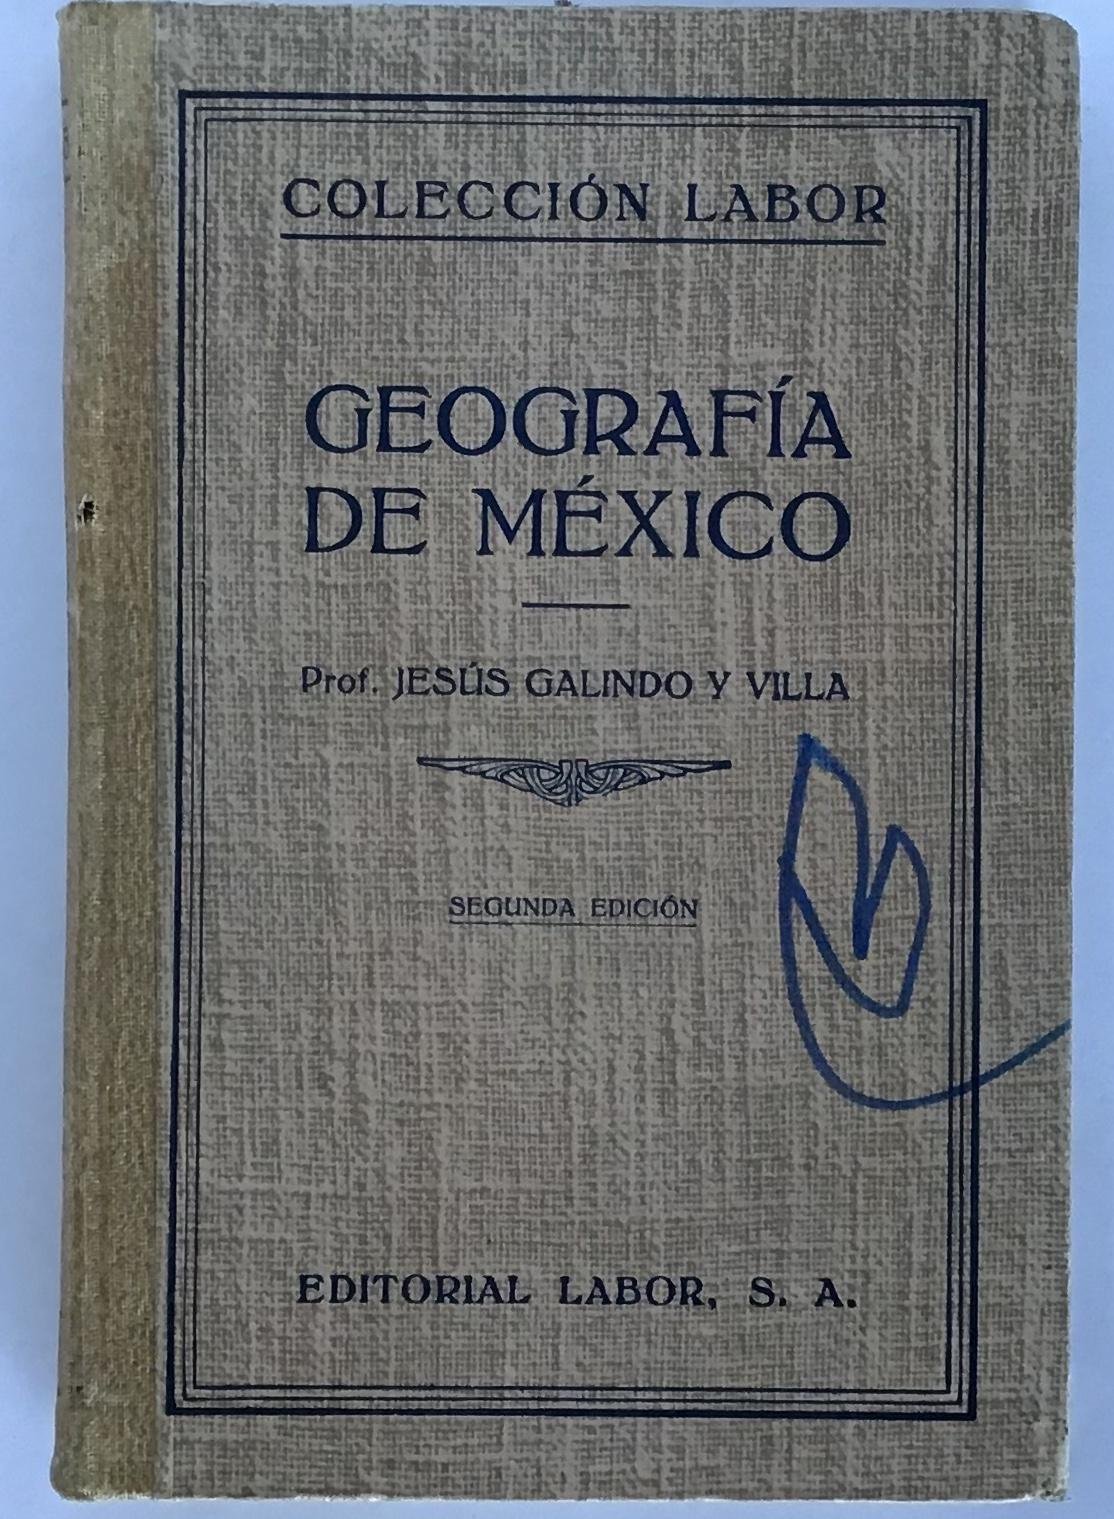 COLECCIÓN LABOR
GEOGRAFÍA
DE MÉXICO
Prof. JESÚS GALINDO Y VILLA
SEGUNDA EDICIÓN
EDITORIAL LABOR, S. A.